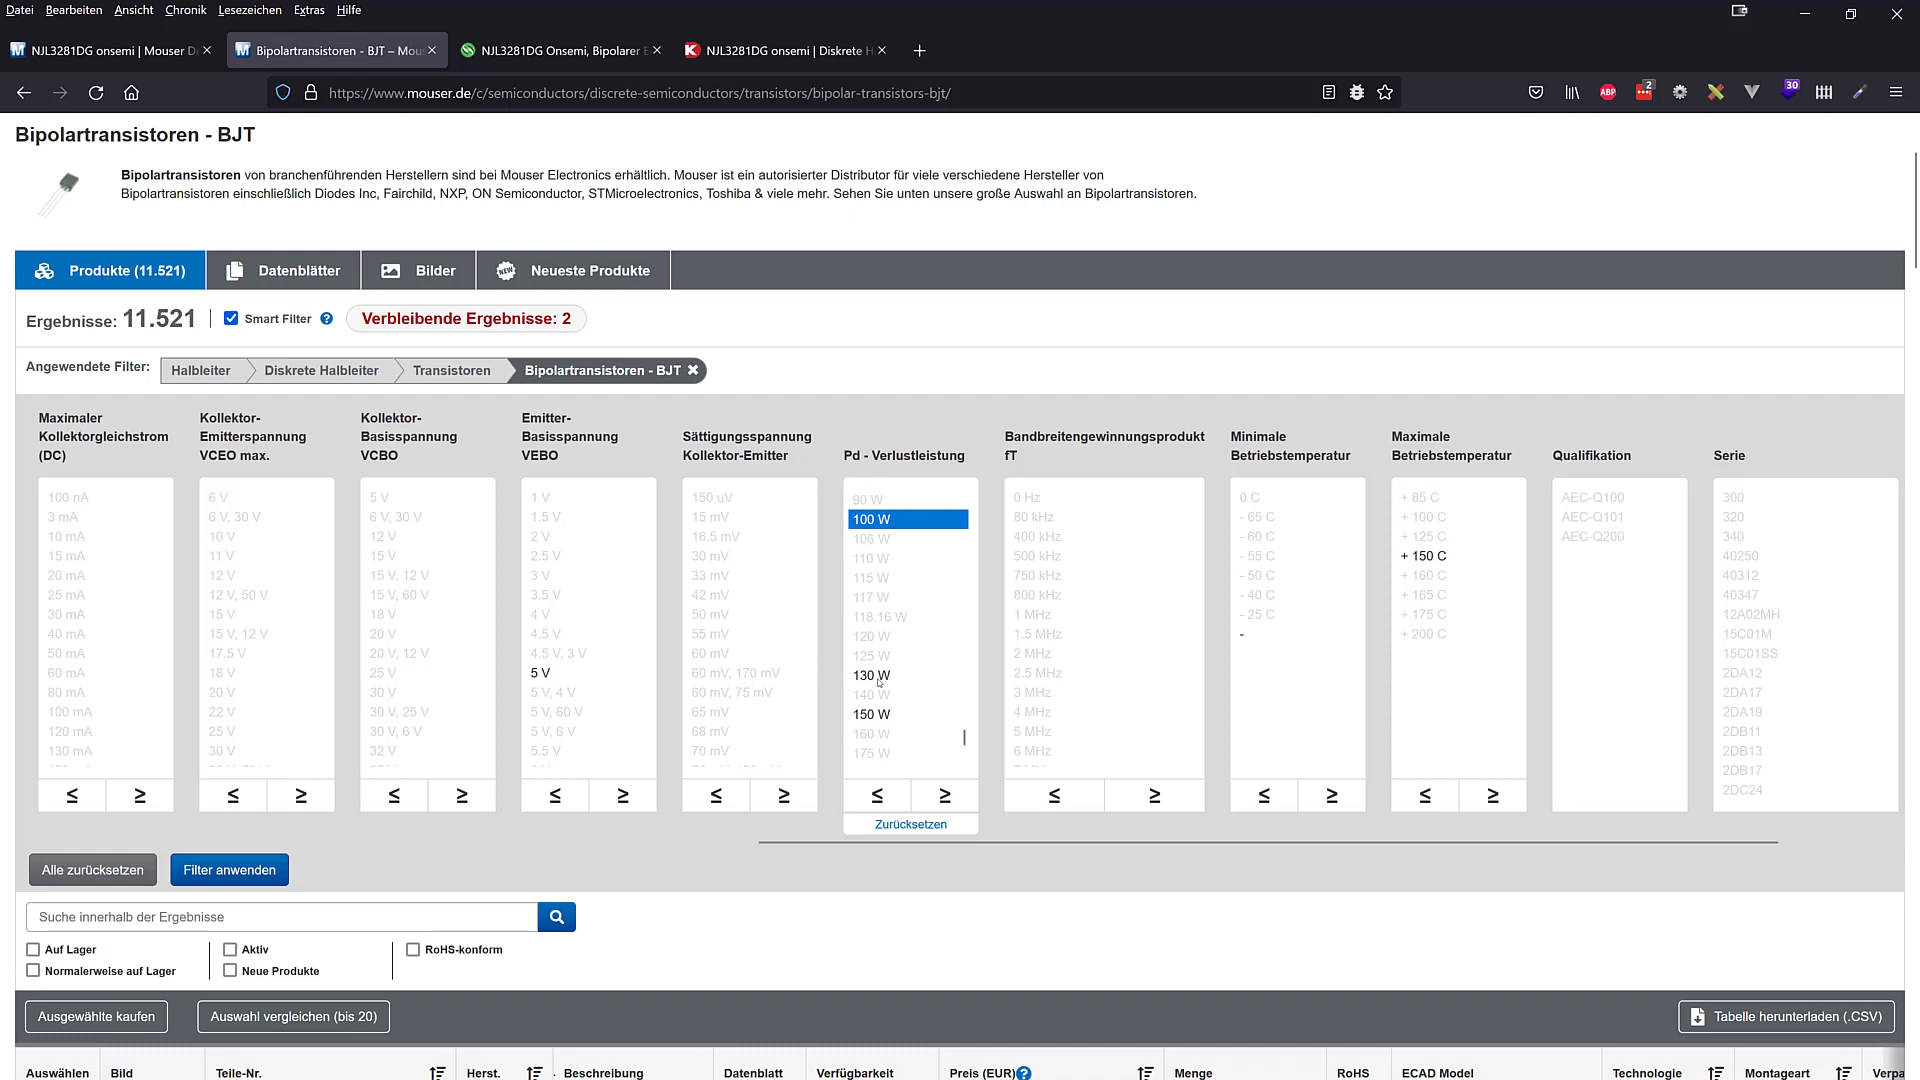 Datei Bearbeiten Ansicht Chronik Lesezeichen Extras Hilfe
NJL3281DG onsemi | Mouser De
Bipolartransistoren - BJT – Mou
NJL3281DG Onsemi, Bipolarer
NJL3281DG onsemi | Diskrete H
https://www.mouser.de/c/semiconductors/discrete-semiconductors/transistors/bipolar-transistors-bjt/
ABP
2
30
Bipolartransistoren - BJT
Bipolartransistoren von branchenführenden Herstellern sind bei Mouser Electronics erhältlich. Mouser ist ein autorisierter Distributor für viele verschiedene Hersteller von
Bipolartransistoren einschließlich Diodes Inc, Fairchild, NXP, ON Semiconductor, STMicroelectronics, Toshiba & viele mehr. Sehen Sie unten unsere große Auswahl an Bipolartransistoren.
Produkte (11.521)
Datenblätter
Bilder
NEW
Neueste Produkte
Ergebnisse: 11.521
Smart Filter
Verbleibende Ergebnisse: 2
Angewendete Filter:
Halbleiter
Diskrete Halbleiter
Transistoren
Bipolartransistoren - BJT
Maximaler
Kollektorgleichstrom
(DC)
100 nA
3 mA
10 mA
15 mA
20 mA
25 mA
30 mA
40 mA
50 mA
60 mA
80 mA
100 mA
120 mA
130 mA
≤ ≥
Kollektor-
Emitterspannung
VCEO max.
6 V
6 V, 30 V
10 V
11 V
12 V
12 V, 50 V
15 V
15 V, 12 V
17.5 V
18 V
20 V
22 V
25 V
30 V
≤ ≥
Kollektor-
Basisspannung
VCBO
5 V
6 V, 30 V
12 V
15 V
15 V, 12 V
15 V, 60 V
18 V
20 V
20 V, 12 V
25 V
30 V
30 V, 25 V
30 V, 6 V
32 V
≤ ≥
Emitter-
Basisspannung
VEBO
1 V
1.5 V
2 V
2.5 V
3 V
3.5 V
4 V
4.5 V
4.5 V, 3 V
5 V
5 V, 4 V
5 V, 60 V
5 V, 6 V
5.5 V
≤ ≥
Sättigungsspannung
Kollektor-Emitter
150 uV
15 mV
16.5 mV
30 mV
33 mV
42 mV
50 mV
55 mV
60 mV
60 mV, 170 mV
60 mV, 75 mV
65 mV
68 mV
70 mV
≤ ≥
Pd - Verlustleistung
90 W
100 W
106 W
110 W
115 W
117 W
118.16 W
120 W
125 W
130 W
140 W
150 W
160 W
175 W
≤ ≥
Zurücksetzen
Bandbreitengewinnungsprodukt
fT
0 Hz
80 kHz
400 kHz
500 kHz
750 kHz
800 kHz
1 MHz
1.5 MHz
2 MHz
2.5 MHz
3 MHz
4 MHz
5 MHz
6 MHz
≤ ≥
Minimale
Betriebstemperatur
0 C
- 65 C
- 60 C
- 55 C
- 50 C
- 40 C
- 25 C
-
≤ ≥
Maximale
Betriebstemperatur
+ 85 C
+ 100 C
+ 125 C
+ 150 C
+ 160 C
+ 165 C
+ 175 C
+ 200 C
≤ ≥
Qualifikation
AEC-Q100
AEC-Q101
AEC-Q200
Serie
300
320
340
40250
40312
40347
12A02MH
15C01M
15C01SS
2DA12
2DA17
2DA19
2DB11
2DB13
2DB17
2DC24
Alle zurücksetzen
Filter anwenden
Suche innerhalb der Ergebnisse
Auf Lager
Aktiv
RoHS-konform
Normalerweise auf Lager
Neue Produkte
Ausgewählte kaufen
Auswahl vergleichen (bis 20)
Tabelle herunterladen (.CSV)
Auswählen Bild Teile-Nr. Herst. Beschreibung Datenblatt Verfügbarkeit Preis (EUR) Menge RoHS ECAD Model Technologie Montageart Verpa